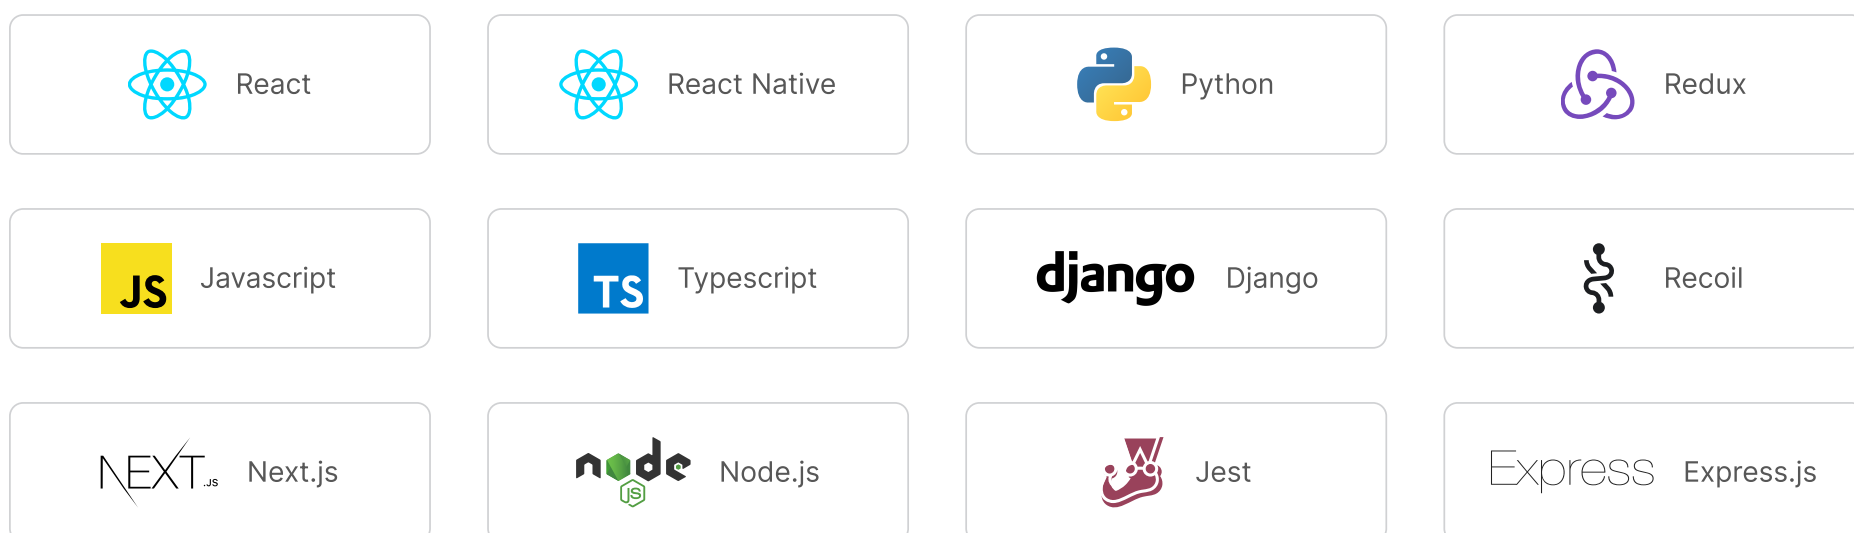 React
React Native
Python
Redux
JS Javascript
TS Typescript
django Django
Recoil
NEXT.JS Next.js
node JS Node.js
Jest
Express Express.js